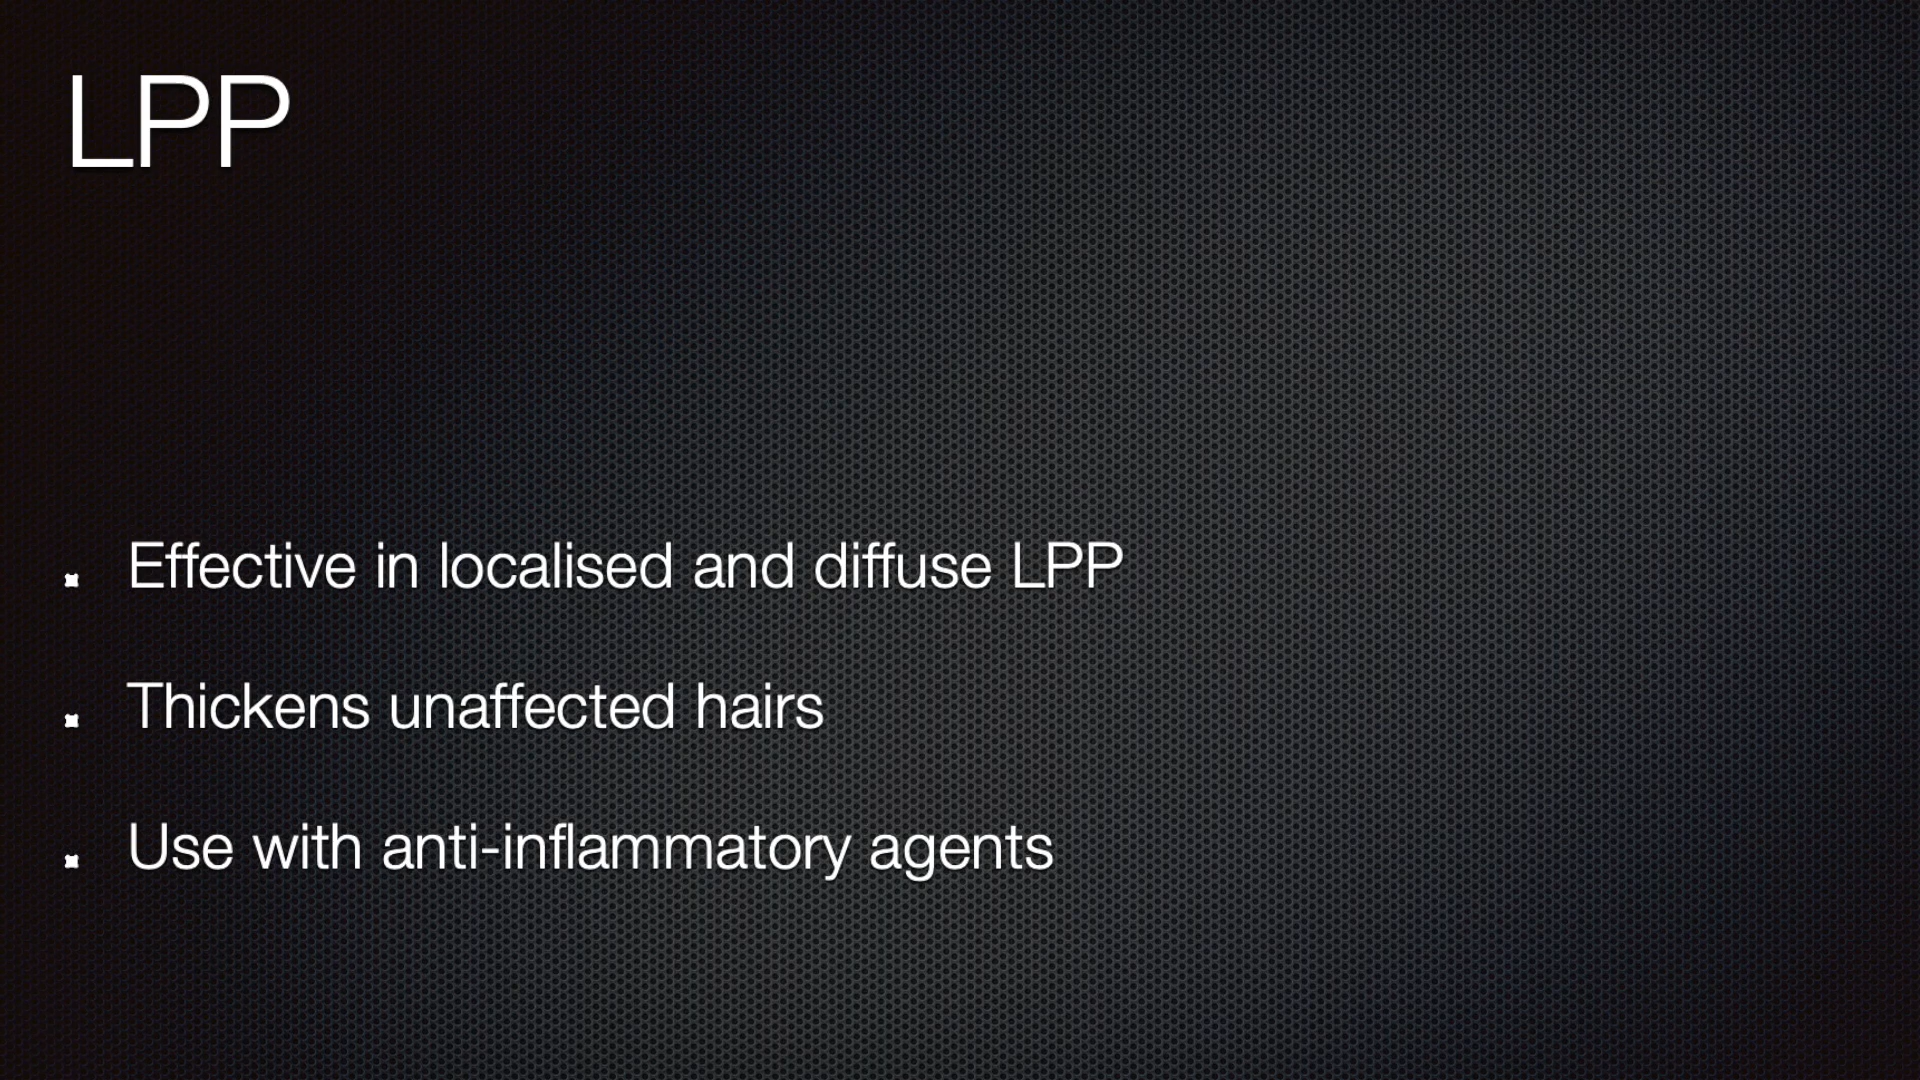 LPP
Effective in localised and diffuse LPP
Thickens unaffected hairs
Use with anti-inflammatory agents